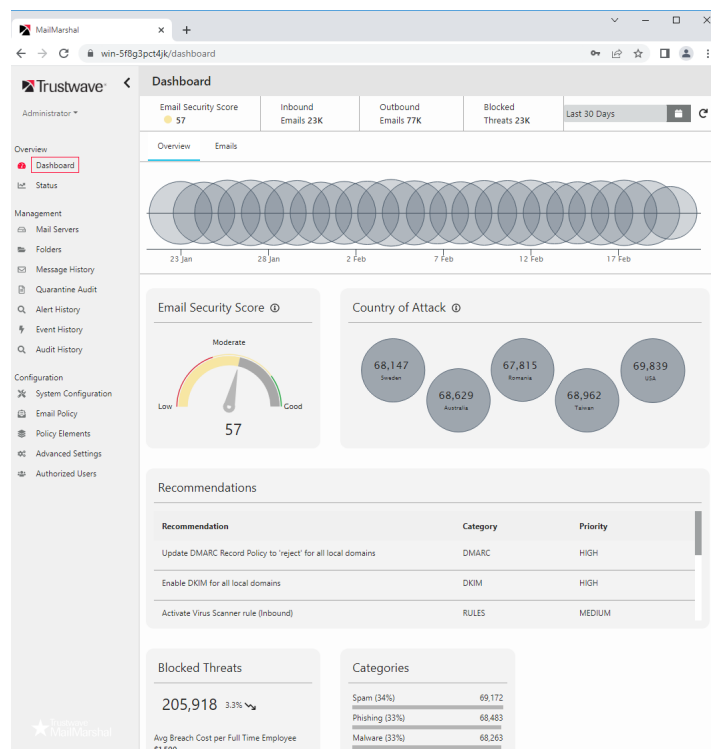 MailMarshal
win-5f8g3pct4jk/dashboard
Trustwave
Administrator
Overview
Dashboard
Status
Management
Mail Servers
Folders
Message History
Quarantine Audit
Alert History
Event History
Audit History
Configuration
System Configuration
Email Policy
Policy Elements
Advanced Settings
Authorized Users
Trustwave
MailMarshal
Dashboard
Email Security Score
57
Inbound
Emails 23K
Outbound
Emails 77K
Blocked
Threats 23K
Last 30 Days
Overview Emails
23 Jan 28 Jan 2 Feb 7 Feb 12 Feb 17 Feb
Email Security Score
Moderate
Low Good
57
Country of Attack
68,147
Sweden
68,629
Australia
67,815
Romania
68,962
Taiwan
69,839
USA
Recommendations
Recommendation Category Priority
Update DMARC Record Policy to 'reject' for all local domains DMARC HIGH
Enable DKIM for all local domains DKIM HIGH
Activate Virus Scanner rule (Inbound) RULES MEDIUM
Blocked Threats
205,918 3.3%
Avg Breach Cost per Full Time Employee
$1,500
Categories
Spam (34%) 69,172
Phishing (33%) 68,483
Malware (33%) 68,263